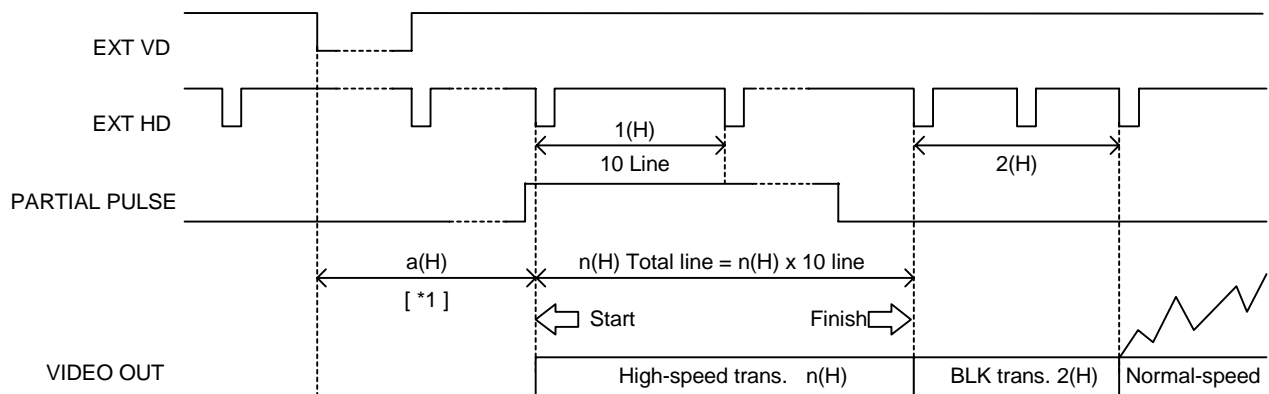 EXT VD
EXT HD
1(H)
10 Line
2(H)
PARTIAL PULSE
a(H)
n(H) Total line = n(H) x 10 line
[ *1 ]
Start
Finish
VIDEO OUT
High-speed trans. n(H)
BLK trans. 2(H)
Normal-speed